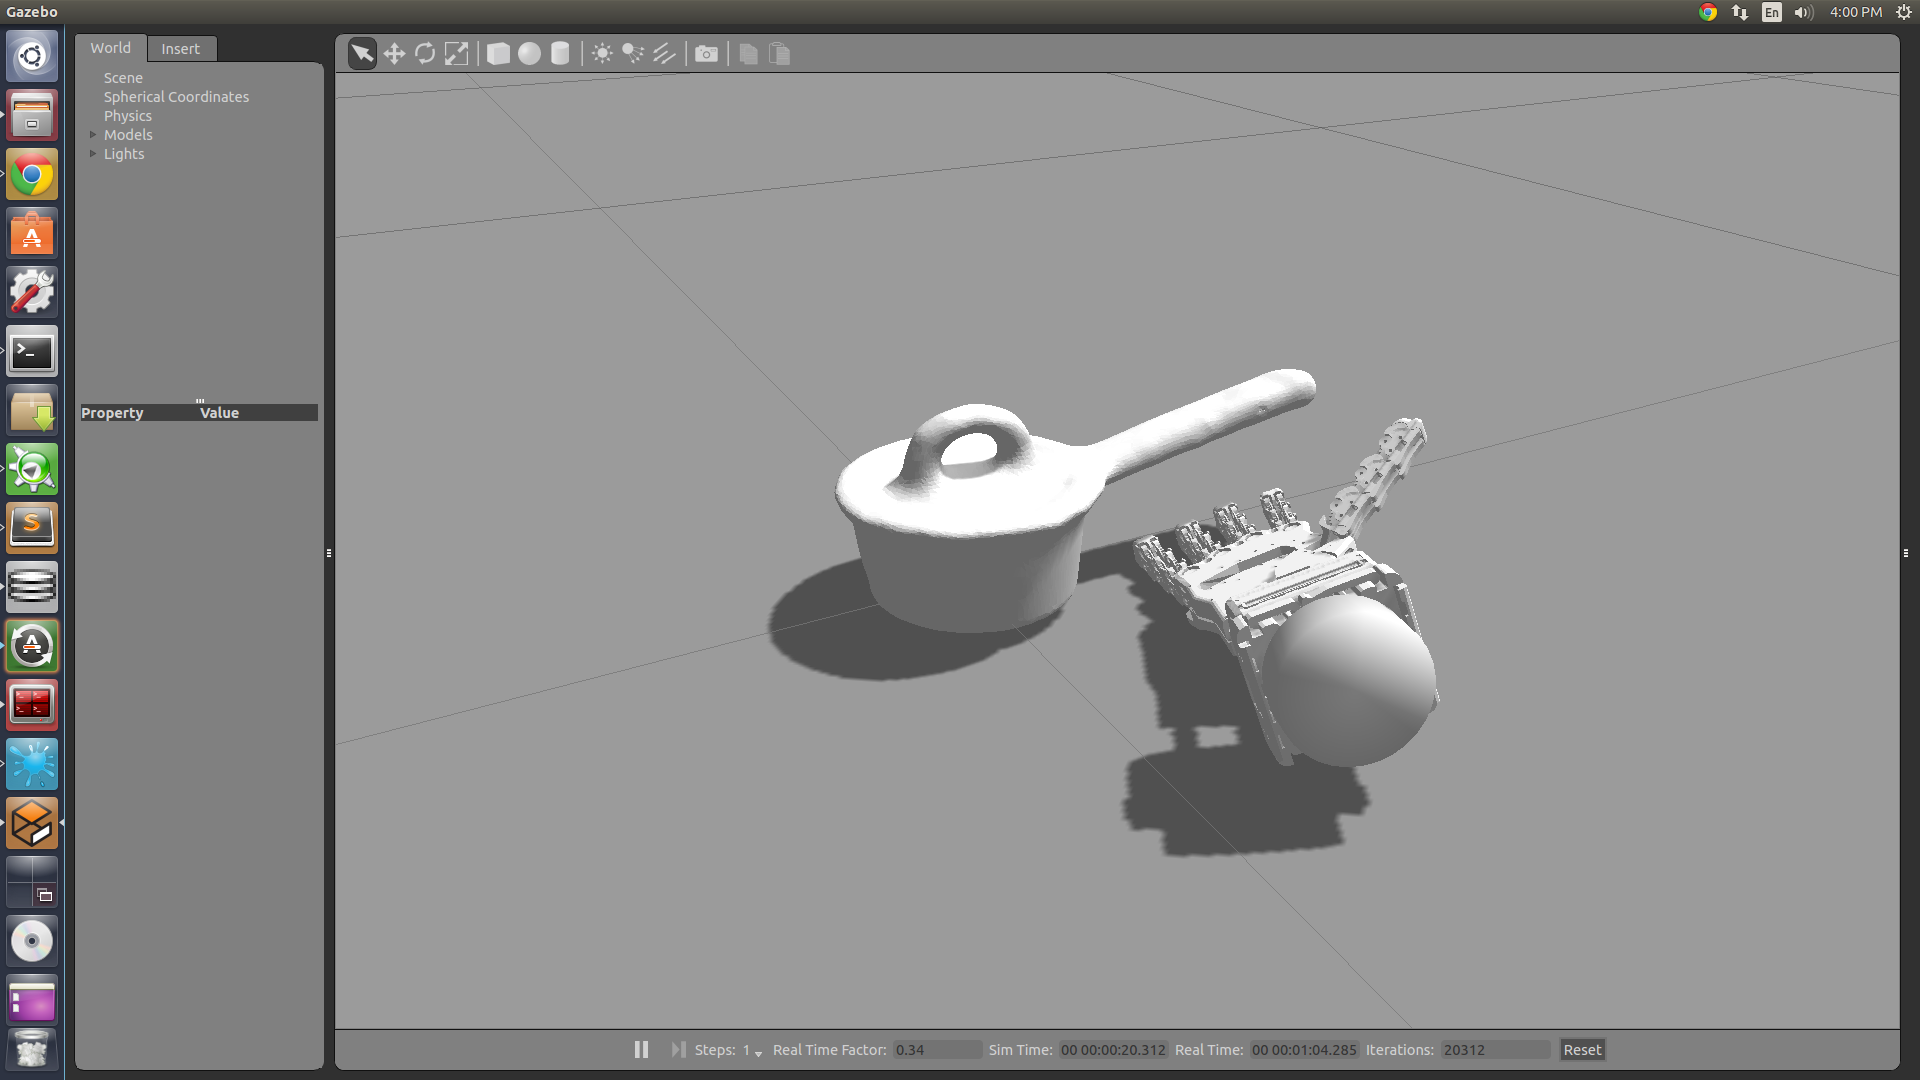 Gazebo
En
4:00 PM
World Insert
Scene
Spherical Coordinates
Physics
Models
Lights
Property Value
Steps: 1 Real Time Factor: 0.34 Sim Time: 00 00:00:20.312 Real Time: 00 00:01:04.285 Iterations: 20312 Reset